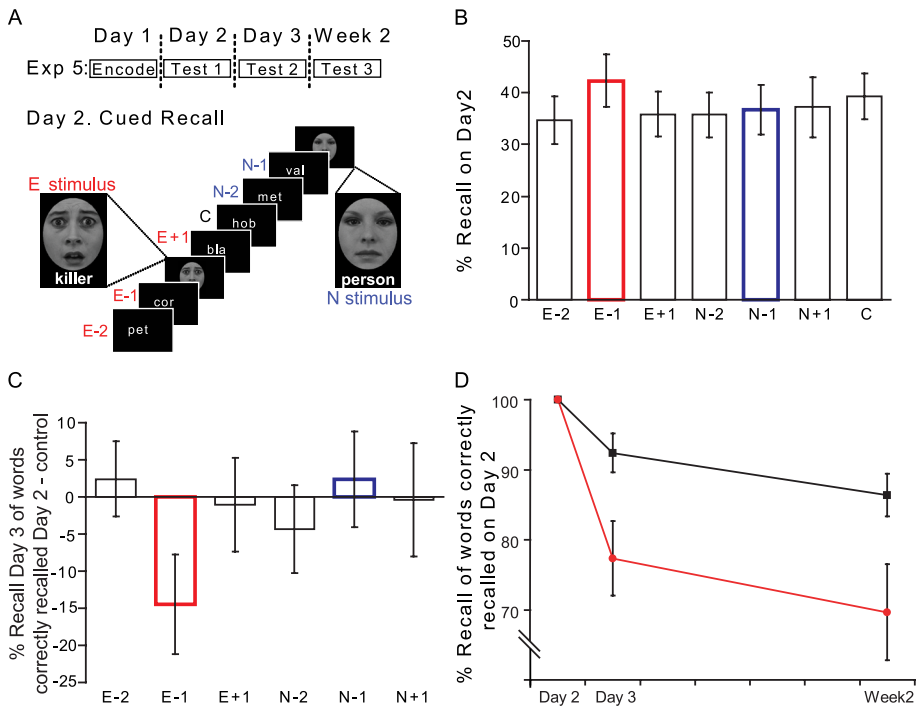 A
Day 1 Day 2 Day 3 Week 2
Exp 5: Encode Test 1 Test 2 Test 3
Day 2. Cued Recall
E stimulus
killer
E-2
pet
E-1
cor
E+1
bla
C
hob
N-2
met
N-1
val
person
N stimulus
B
% Recall on Day2
50
40
30
20
10
0
E-2 E-1 E+1 N-2 N-1 N+1 C
C
% Recall Day 3 of words
correctly recalled Day 2 - control
10
5
0
-5
-10
-15
-20
-25
E-2 E-1 E+1 N-2 N-1 N+1
D
% Recall of words correctly
recalled on Day 2
100
90
80
70
Day 2 Day 3 Week2